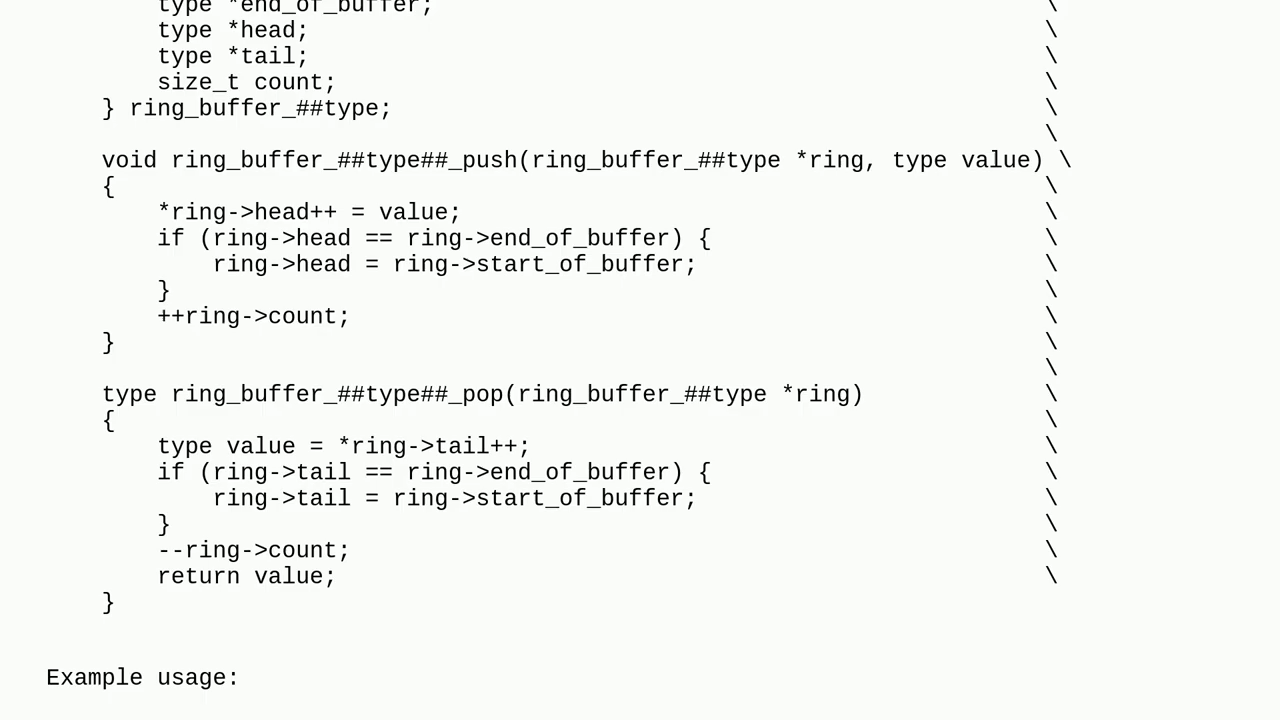 type *end_of_buffer;                                            \
        type *head;                                                     \
        type *tail;                                                     \
        size_t count;                                                   \
    } ring_buffer_##type;                                               \
                                                                        \
    void ring_buffer_##type##_push(ring_buffer_##type *ring, type value) \
    {                                                                   \
        *ring->head++ = value;                                          \
        if (ring->head == ring->end_of_buffer) {                        \
            ring->head = ring->start_of_buffer;                         \
        }                                                               \
        ++ring->count;                                                  \
    }                                                                   \
                                                                        \
    type ring_buffer_##type##_pop(ring_buffer_##type *ring)             \
    {                                                                   \
        type value = *ring->tail++;                                     \
        if (ring->tail == ring->end_of_buffer) {                        \
            ring->tail = ring->start_of_buffer;                         \
        }                                                               \
        --ring->count;                                                  \
        return value;                                                   \
    }
Example usage: